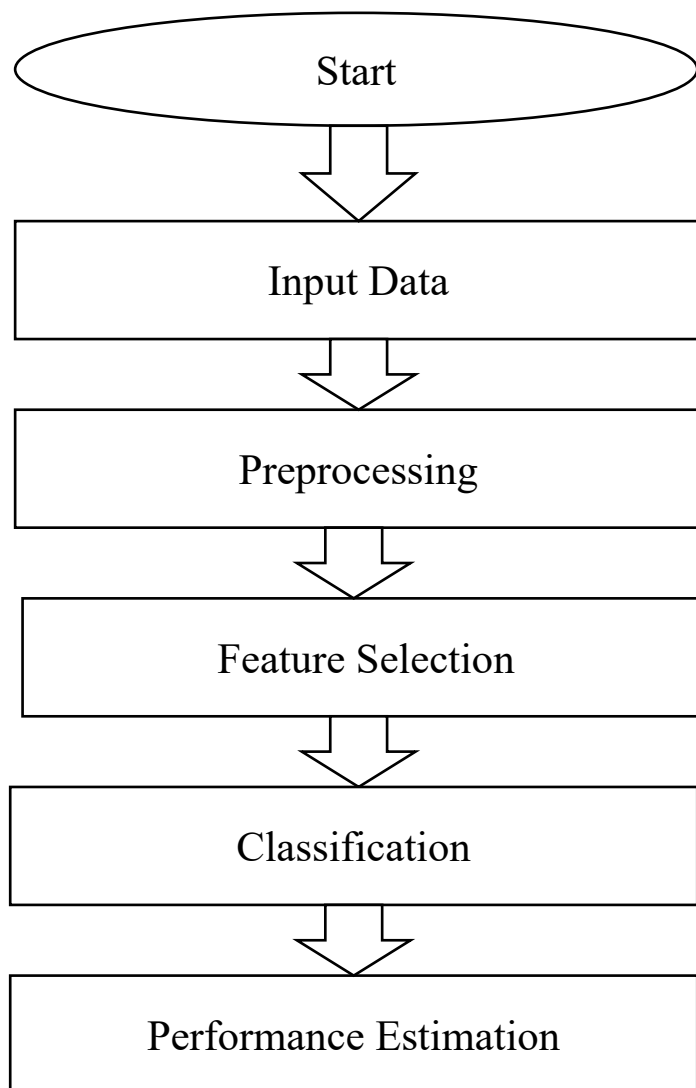 Start
Input Data
Preprocessing
Feature Selection
Classification
Performance Estimation